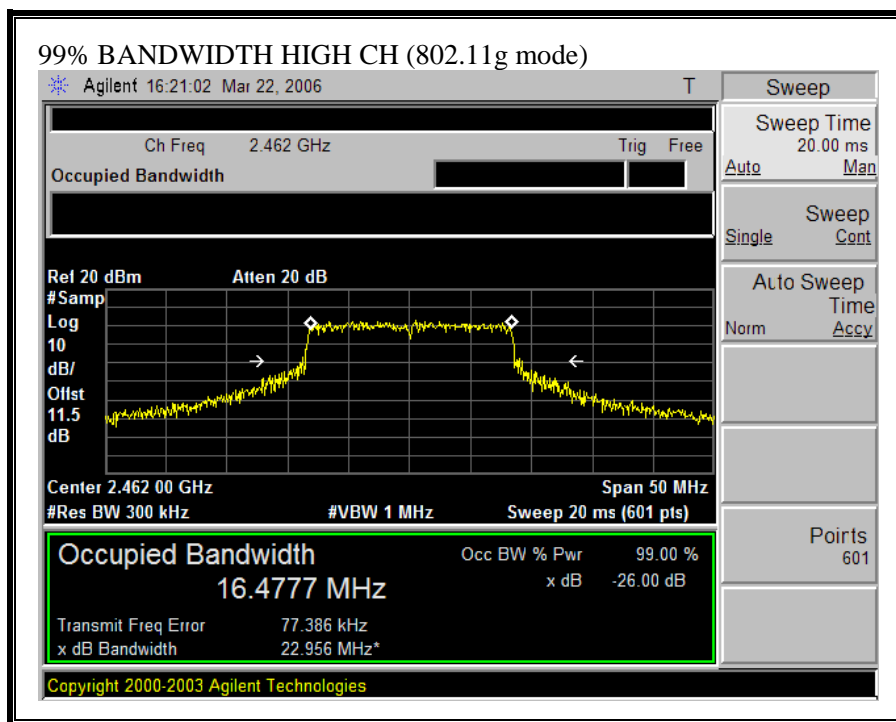 99% BANDWIDTH HIGH CH (802.11g mode)
Agilent 16:21:02 Mar 22, 2006 T
Sweep
Ch Freq 2.462 GHz Trig Free
Occupied Bandwidth
Sweep Time
20.00 ms
Auto Man
Sweep
Single Cont
Auto Sweep
Time
Norm Accy
Ref 20 dBm Atten 20 dB
#Samp
Log
10
dB/
Offst
11.5
dB
Center 2.462 00 GHz Span 50 MHz
#Res BW 300 kHz #VBW 1 MHz Sweep 20 ms (601 pts)
Points
601
Occupied Bandwidth Occ BW % Pwr 99.00 %
16.4777 MHz x dB -26.00 dB
Transmit Freq Error 77.386 kHz
x dB Bandwidth 22.956 MHz*
Copyright 2000-2003 Agilent Technologies